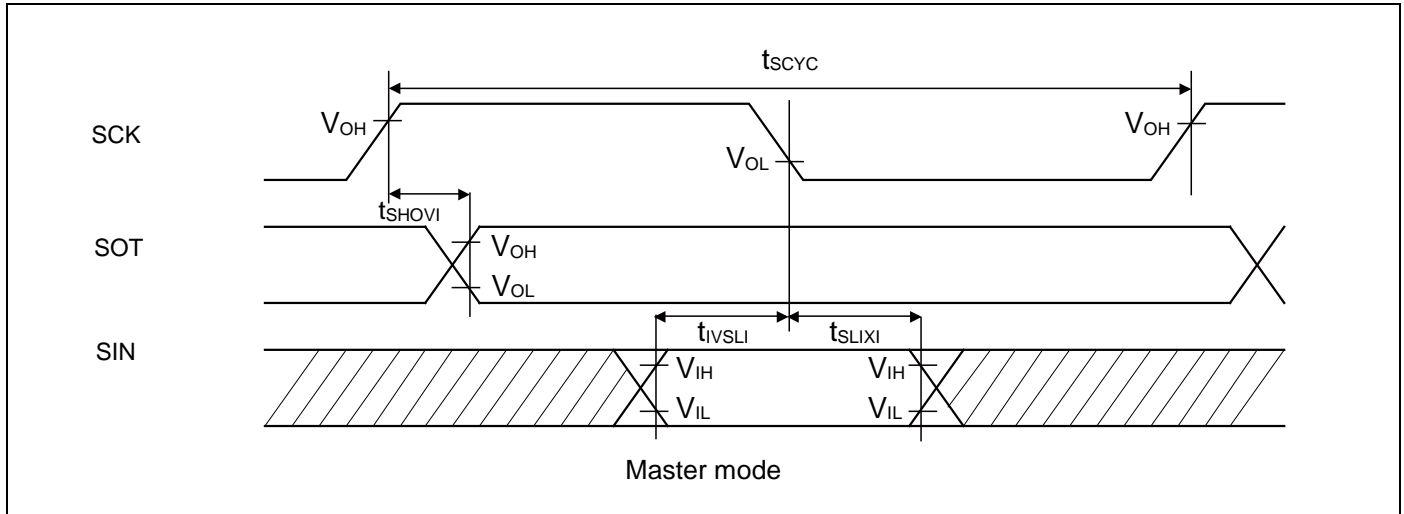 tSCYC
SCK
VOH
VOH
VOL
tSHOVI
SOT
VOH
VOL
SIN
tIVSLI
tSLIXI
VIH
VIH
VIL
VIL
Master mode